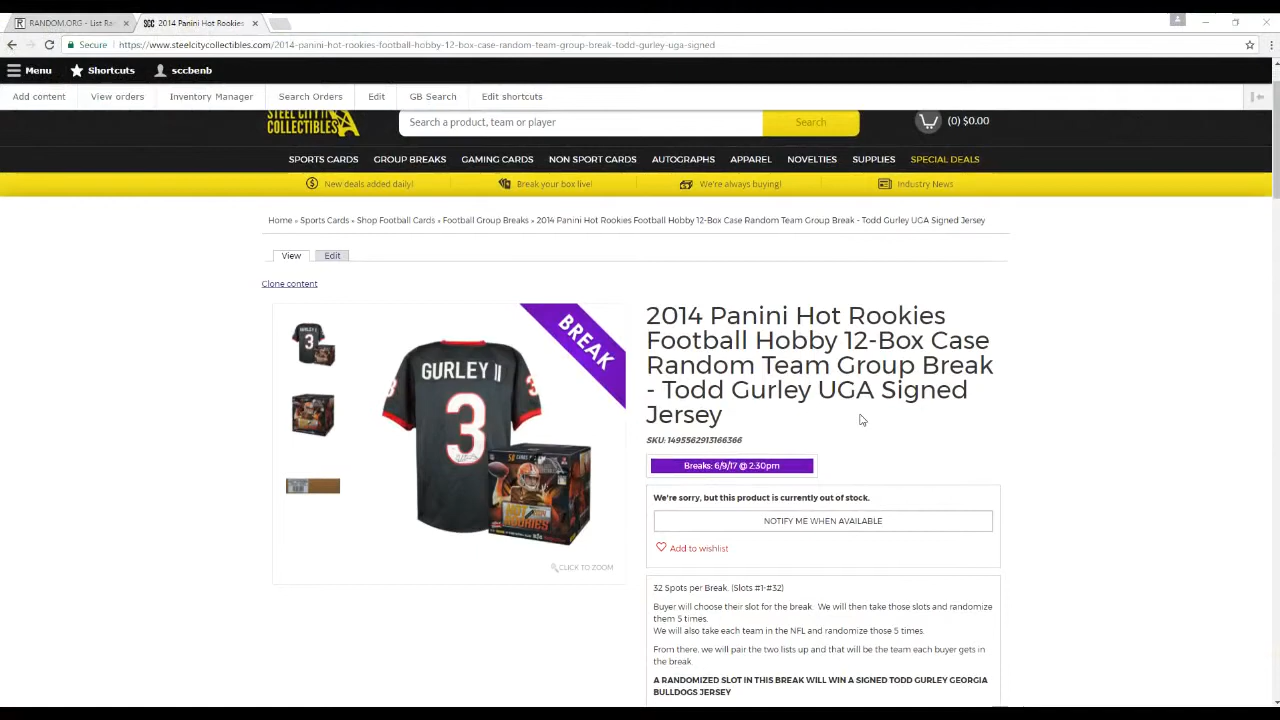 RANDOM.ORG - List Ra
SCC 2014 Panini Hot Rookies
Secure https://www.steelcitycollectibles.com/2014-panini-hot-rookies-football-hobby-12-box-case-random-team-group-break-todd-gurley-uga-signed
Menu Shortcuts sccbenb
Add content View orders Inventory Manager Search Orders Edit GB Search Edit shortcuts
STEEL CITY
COLLECTIBLES
Search a product, team or player Search (0) $0.00
SPORTS CARDS GROUP BREAKS GAMING CARDS NON SPORT CARDS AUTOGRAPHS APPAREL NOVELTIES SUPPLIES SPECIAL DEALS
New deals added daily! Break your box live! We're always buying! Industry News
Home » Sports Cards » Shop Football Cards » Football Group Breaks » 2014 Panini Hot Rookies Football Hobby 12-Box Case Random Team Group Break - Todd Gurley UGA Signed Jersey
View Edit
Clone content
BREAK
GURLEY II
3
CLICK TO ZOOM
2014 Panini Hot Rookies
Football Hobby 12-Box Case
Random Team Group Break
- Todd Gurley UGA Signed
Jersey
SKU: 1495562913166366
Breaks: 6/9/17 @ 2:30pm
We're sorry, but this product is currently out of stock.
NOTIFY ME WHEN AVAILABLE
Add to wishlist
32 Spots per Break. (Slots #1-#32)
Buyer will choose their slot for the break. We will then take those slots and randomize
them 5 times.
We will also take each team in the NFL and randomize those 5 times.
From there, we will pair the two lists up and that will be the team each buyer gets in
the break.
A RANDOMIZED SLOT IN THIS BREAK WILL WIN A SIGNED TODD GURLEY GEORGIA
BULLDOGS JERSEY